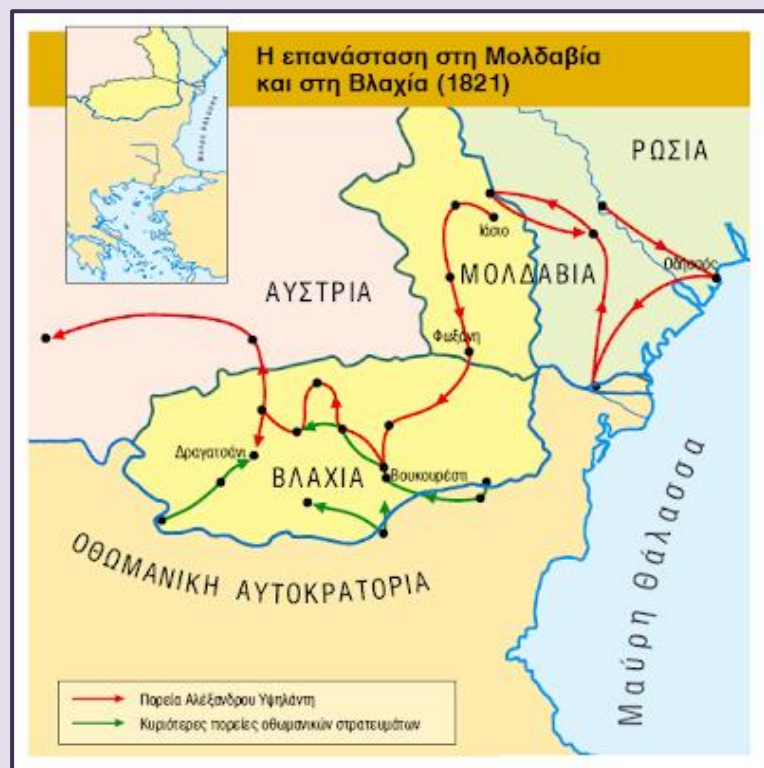 Η επανάσταση στη Μολδαβία
και στη Βλαχία (1821)
ΡΩΣΙΑ
Ιάσιο
ΜΟΛΔΑΒΙΑ
Οδησσός
ΑΥΣΤΡΙΑ
Φωξάνη
Δραγατσάνι
ΒΛΑΧΙΑ
Βουκουρέστι
ΟΘΩΜΑΝΙΚΗ ΑΥΤΟΚΡΑΤΟΡΙΑ
Μαύρη Θάλασσα
Πορεία Αλέξανδρου Υψηλάντη
Κυριότερες πορείες οθωμανικών στρατευμάτων